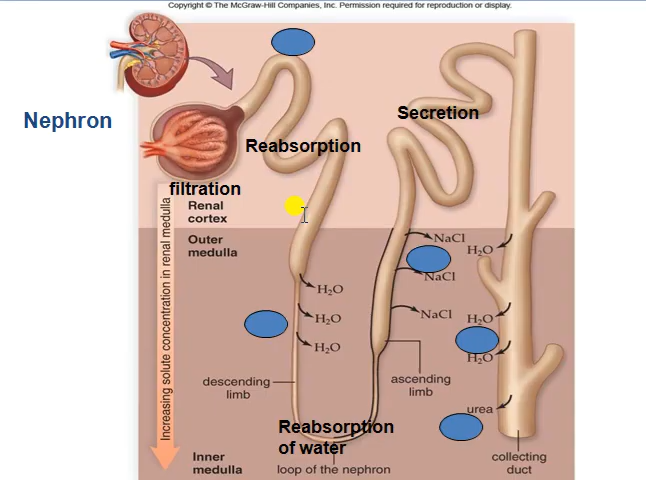 Copyright © The McGraw-Hill Companies, Inc. Permission required for reproduction or display.
Nephron
Secretion
Reabsorption
filtration
Renal
cortex
Outer
medulla
Increasing solute concentration in renal medulla
NaCl
H₂O
NaCl
H₂O
NaCl
H₂O
H₂O
H₂O
H₂O
descending
limb
ascending
limb
urea
Reabsorption
of water
Inner
medulla
loop of the nephron
collecting
duct